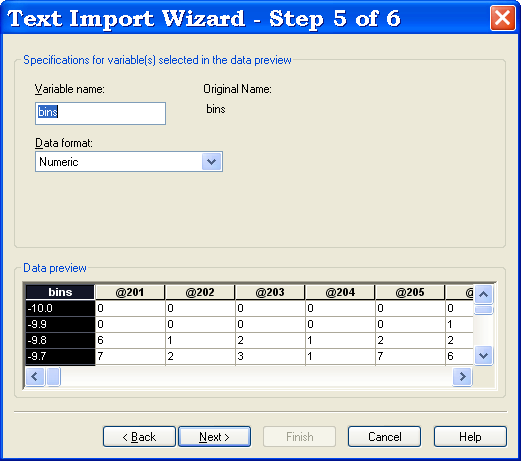 Text Import Wizard - Step 5 of 6
Specifications for variable(s) selected in the data preview
Variable name: Original Name:
bins bins
Data format:
Numeric
Data preview
bins @201 @202 @203 @204 @205 @
-10.0 0 0 0 0 0 0
-9.9 0 0 0 0 0 1
-9.8 6 1 2 1 2 2
-9.7 7 2 3 1 7 6
< Back Next > Finish Cancel Help